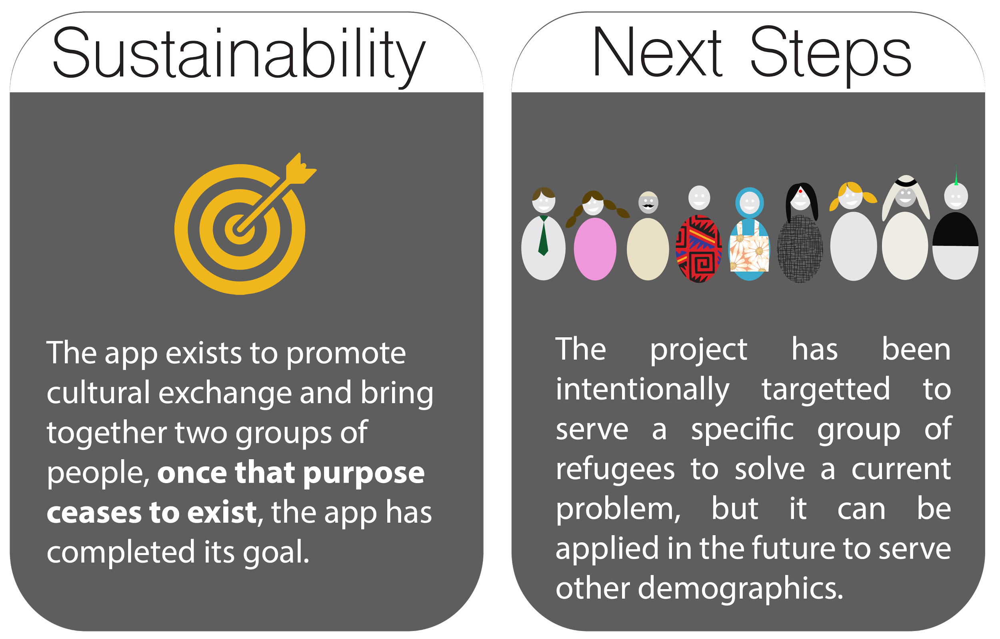 Sustainability
The app exists to promote
cultural exchange and bring
together two groups of
people, once that purpose
ceases to exist, the app has
completed its goal.
Next Steps
The project has been
intentionally targetted to
serve a specific group of
refugees to solve a current
problem, but it can be
applied in the future to serve
other demographics.